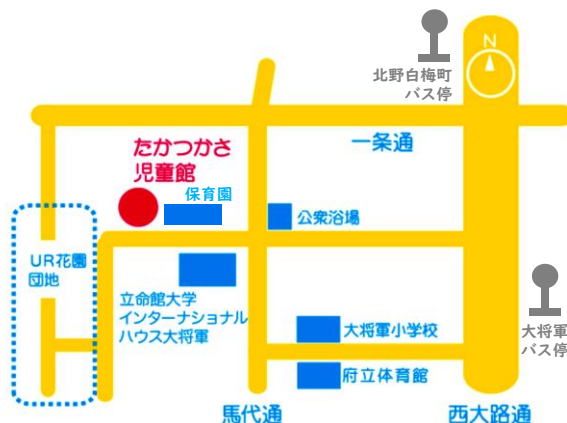 N
北野白梅町
バス停
一条通
たかつかさ
児童館
保育園
公衆浴場
UR花園
団地
立命館大学
インターナショナル
ハウス大将軍
大将軍小学校
大将軍
バス停
府立体育館
馬代通
西大路通